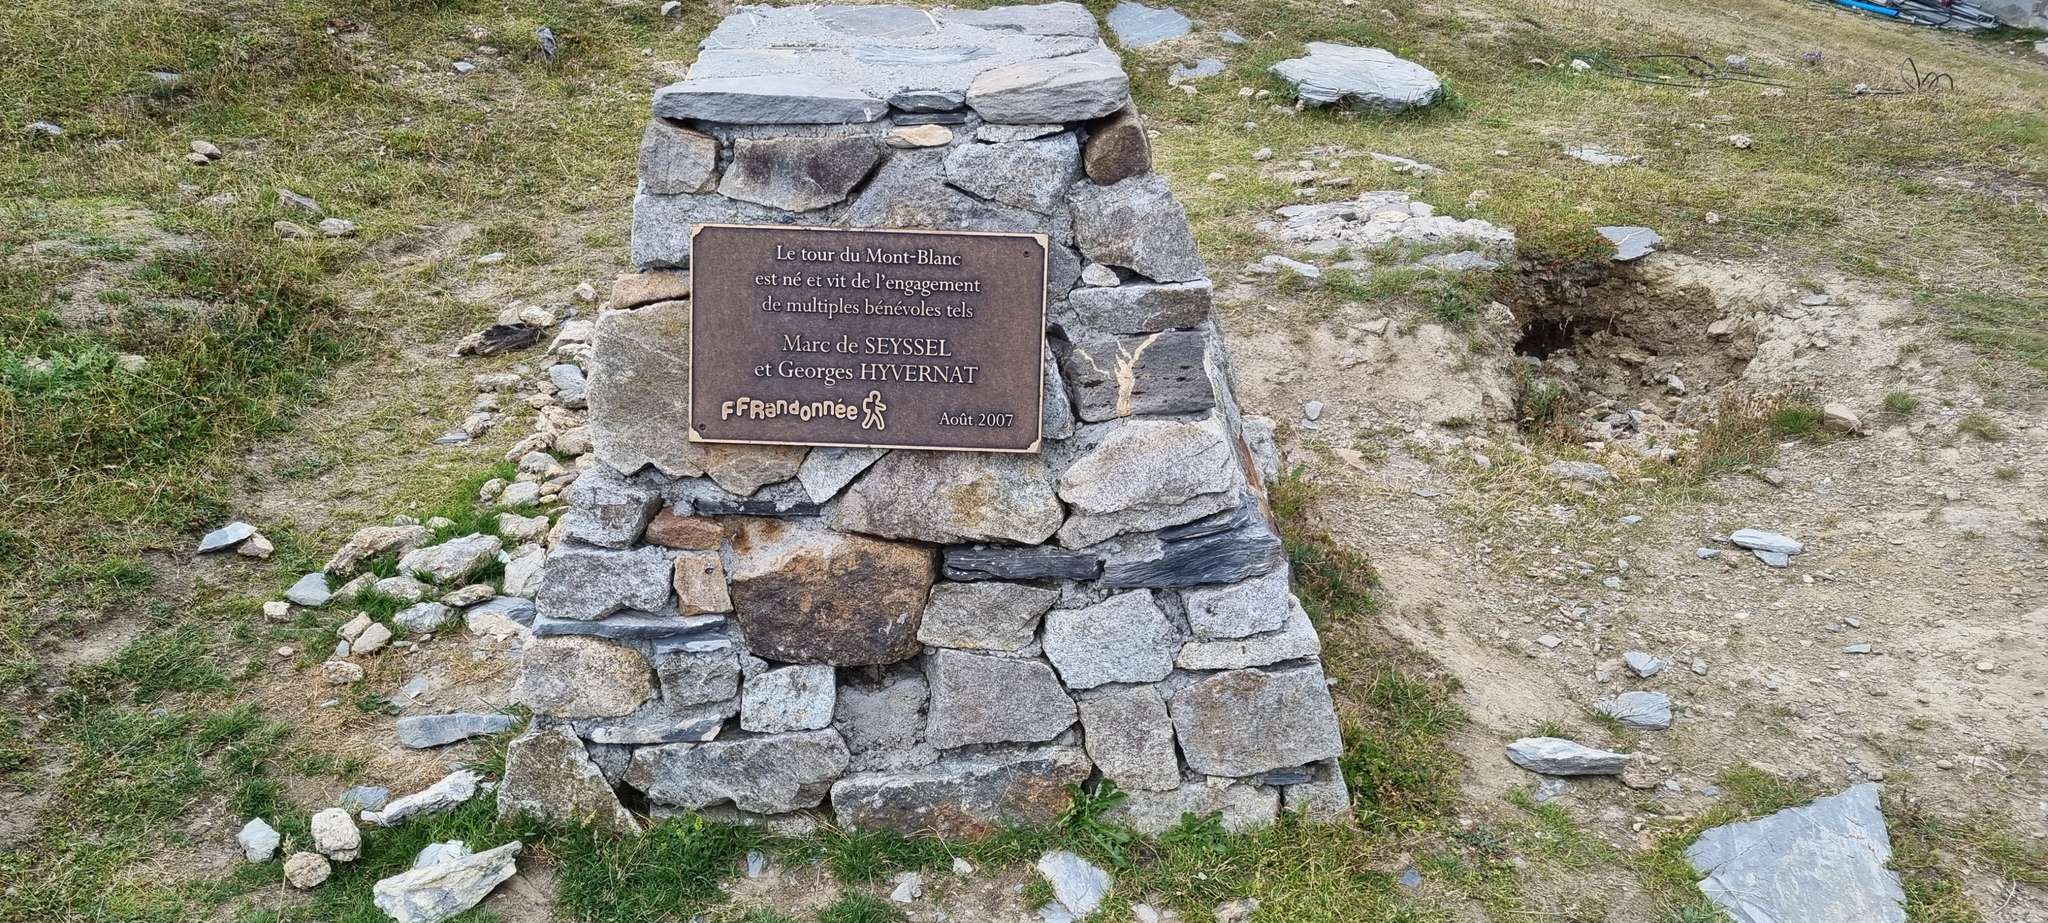 Le tour du Mont-Blanc
est né et vit de l'engagement
de multiples bénévoles tels
Marc de SEYSSEL
et Georges HYVERNAT
FFRandonnée
Août 2007